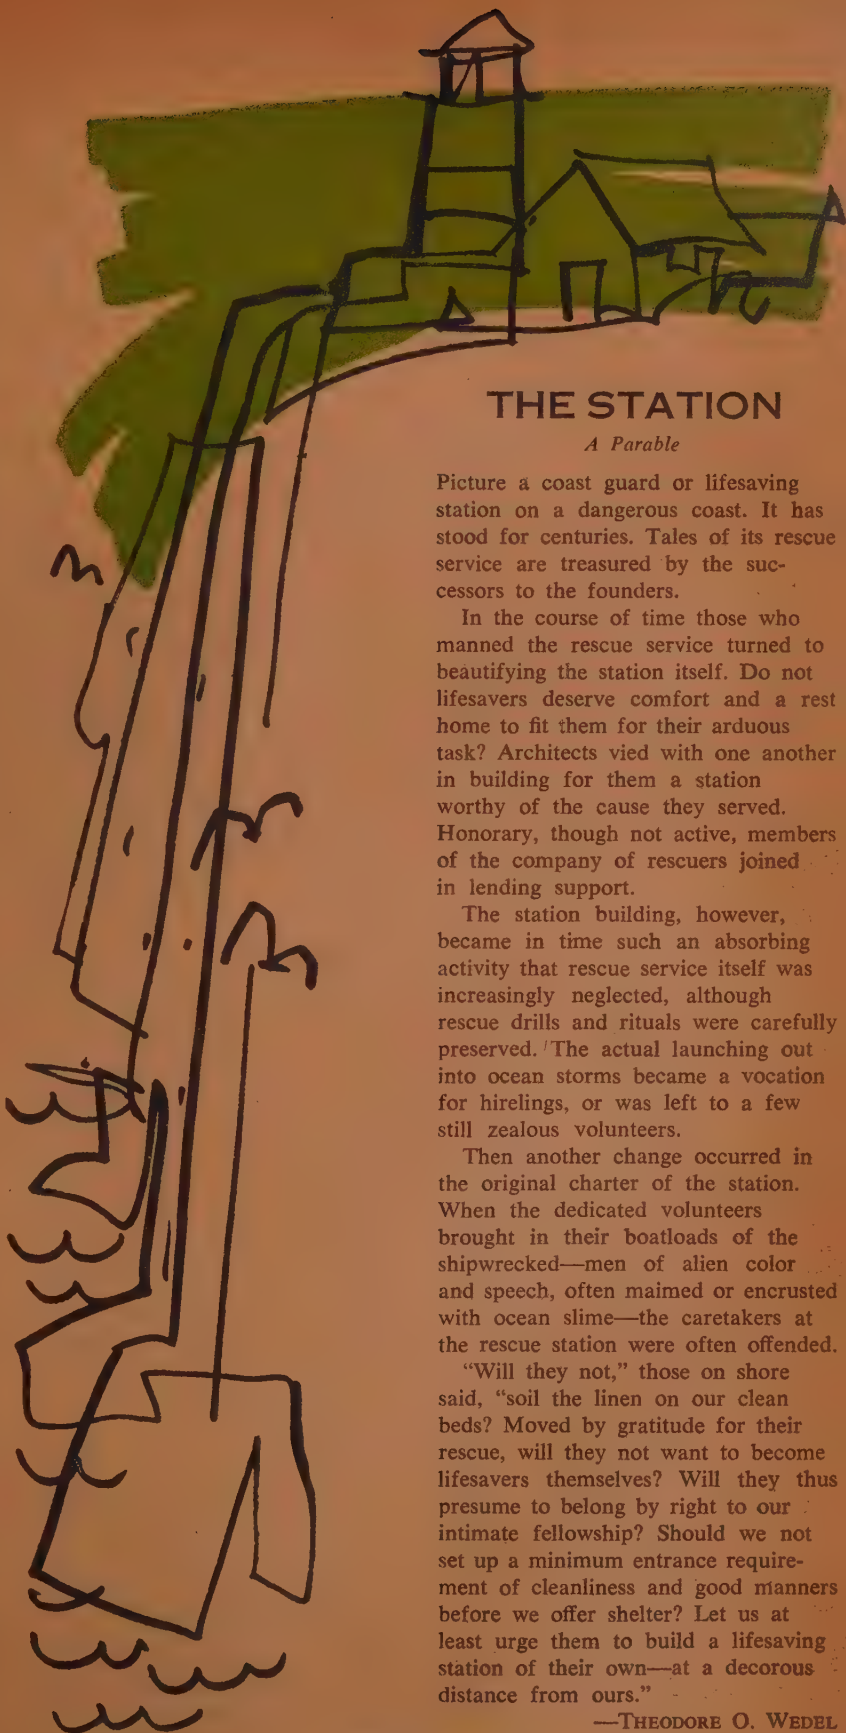 THE STATION
A Parable
Picture a coast guard or lifesaving
station on a dangerous coast. It has
stood for centuries. Tales of its rescue
service are treasured by the suc-
cessors to the founders.
In the course of time those who
manned the rescue service turned to
beautifying the station itself. Do not
lifesavers deserve comfort and a rest
home to fit them for their arduous
task? Architects vied with one another
in building for them a station
worthy of the cause they served.
Honorary, though not active, members
of the company of rescuers joined
in lending support.
The station building, however,
became in time such an absorbing
activity that rescue service itself was
increasingly neglected, although
rescue drills and rituals were carefully
preserved. The actual launching out
into ocean storms became a vocation
for hirelings, or was left to a few
still zealous volunteers.
Then another change occurred in
the original charter of the station.
When the dedicated volunteers
brought in their boatloads of the
shipwrecked—men of alien color
and speech, often maimed or encrusted
with ocean slime—the caretakers at
the rescue station were often offended.
“Will they not,” those on shore
said, “soil the linen on our clean
beds? Moved by gratitude for their
rescue, will they not want to become
lifesavers themselves? Will they thus
presume to belong by right to our
intimate fellowship? Should we not
set up a minimum entrance require-
ment of cleanliness and good manners
before we offer shelter? Let us at
least urge them to build a lifesaving
station of their own—at a decorous
distance from ours.”
—THEODORE O. WEDEL